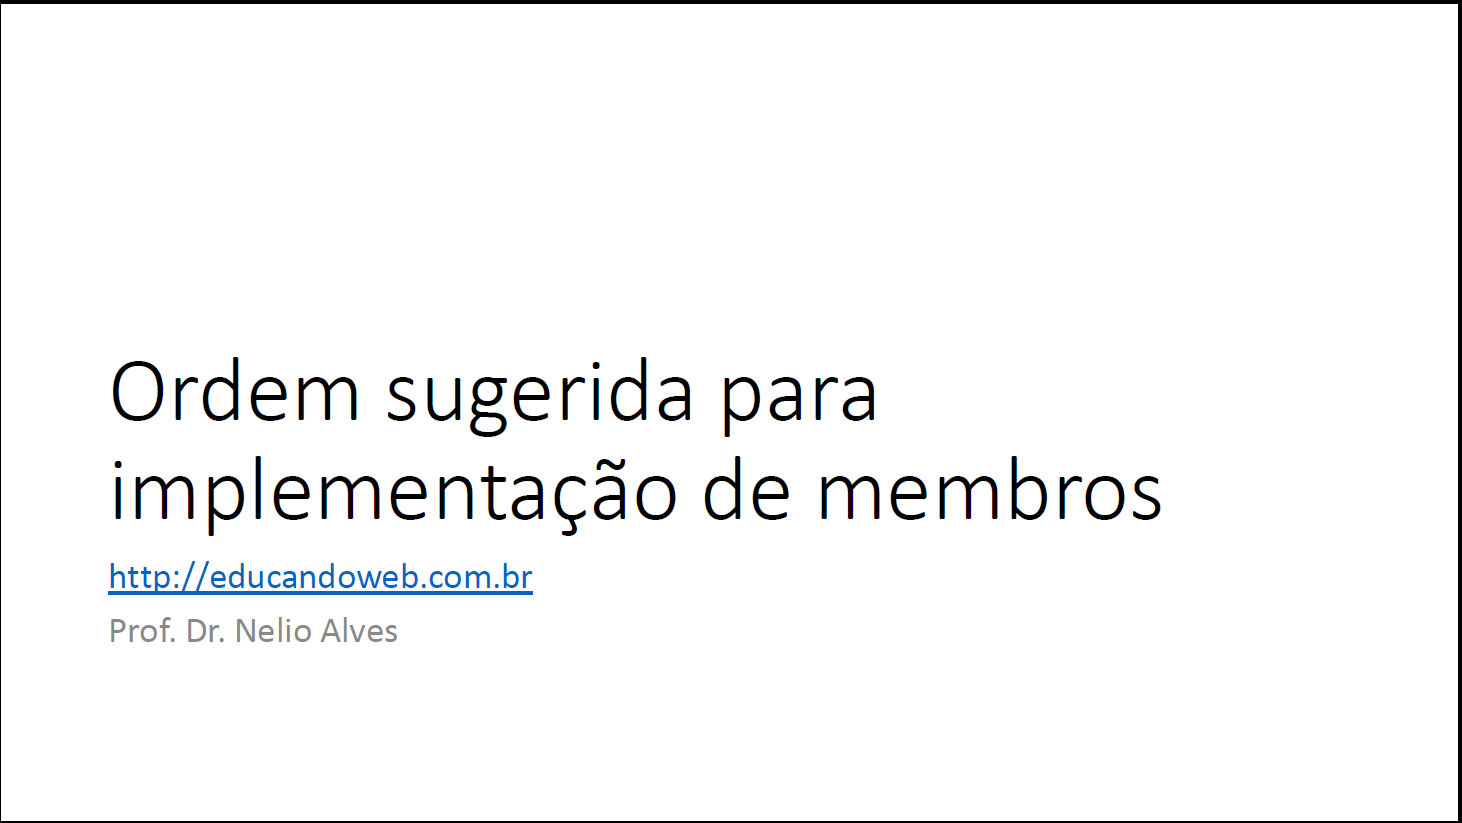 Ordem sugerida para
implementação de membros
http://educandoweb.com.br
Prof. Dr. Nelio Alves